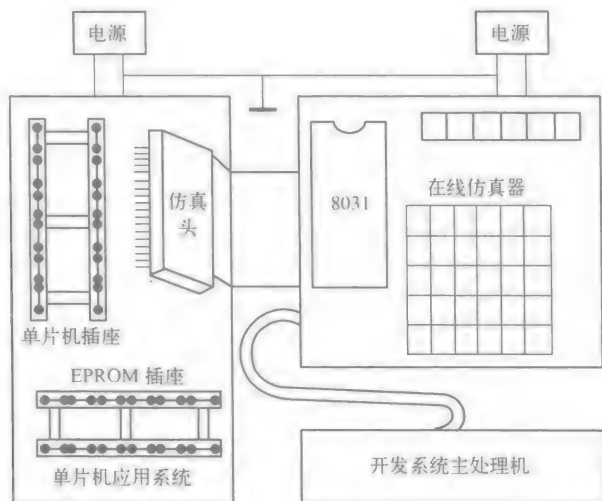 电源
电源
仿真
头
8031
在线仿真器
单片机插座
EPROM 插座
单片机应用系统
开发系统主处理机